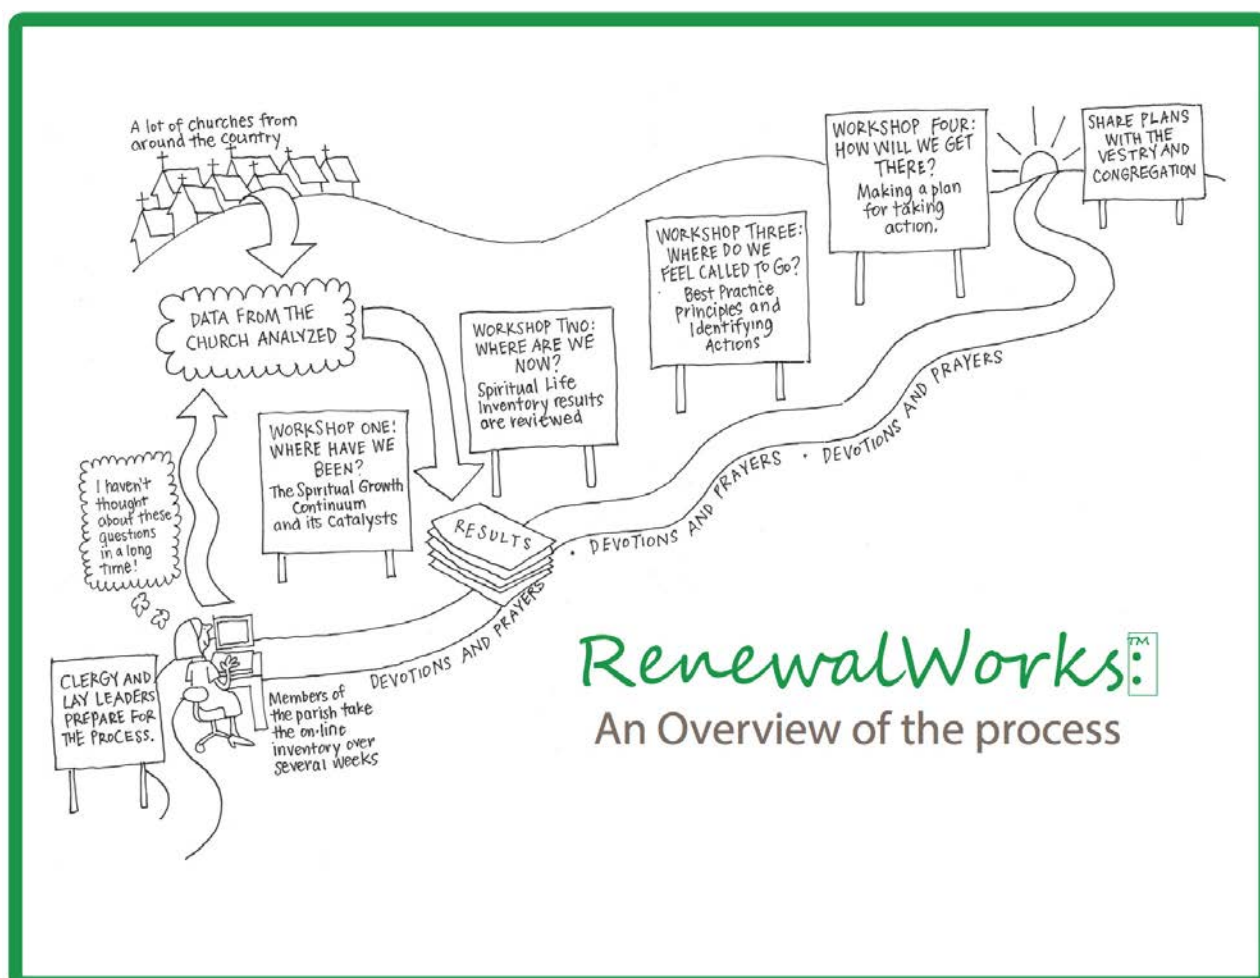 A lot of churches from
around the country
DATA FROM THE
CHURCH ANALYZED
I haven't
thought
about these
questions
in a long
time!
CLERGY AND
LAY LEADERS
PREPARE FOR
THE PROCESS.
Members of
the parish take
the on-line
inventory over
several weeks
WORKSHOP ONE:
WHERE HAVE WE
BEEN?
The Spiritual Growth
Continuum
and its Catalysts
RESULTS
WORKSHOP TWO:
WHERE ARE WE
NOW?
Spiritual Life
Inventory results
are reviewed
WORKSHOP THREE:
WHERE DO WE
FEEL CALLED TO GO?
Best Practice
Principles and
Identifying
Actions
WORKSHOP FOUR:
HOW WILL WE GET
THERE?
Making a plan
for taking
action.
SHARE PLANS
WITH THE
VESTRY AND
CONGREGATION
DEVOTIONS AND PRAYERS · DEVOTIONS AND PRAYERS · DEVOTIONS AND PRAYERS
RenewalWorks:™
An Overview of the process